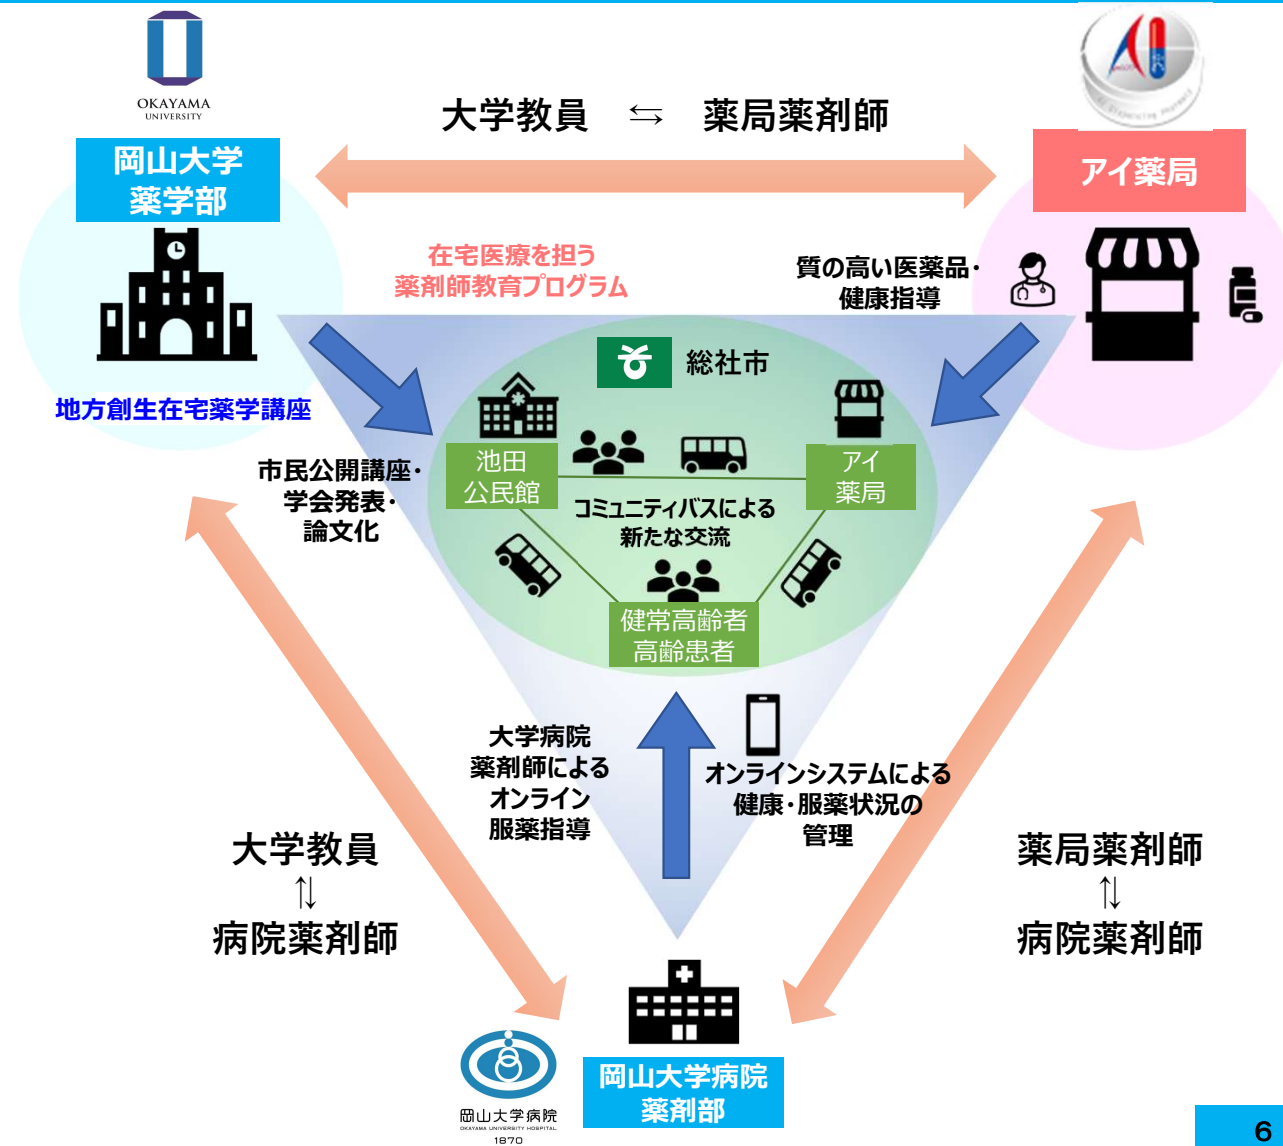 OKAYAMA
UNIVERSITY
大学教員 ⇆ 薬局薬剤師
岡山大学
薬学部
アイ薬局
在宅医療を担う
薬剤師教育プログラム
質の高い医薬品・
健康指導
地方創生在宅薬学講座
総社市
市民公開講座・
学会発表・
論文化
池田
公民館
アイ
薬局
コミュニティバスによる
新たな交流
健常高齢者
高齢患者
大学病院
薬剤師による
オンライン
服薬指導
オンラインシステムによる
健康・服薬状況の
管理
大学教員
⇅
病院薬剤師
薬局薬剤師
⇅
病院薬剤師
岡山大学病院
薬剤部
岡山大学病院
OKAYAMA UNIVERSITY HOSPITAL
1870
6